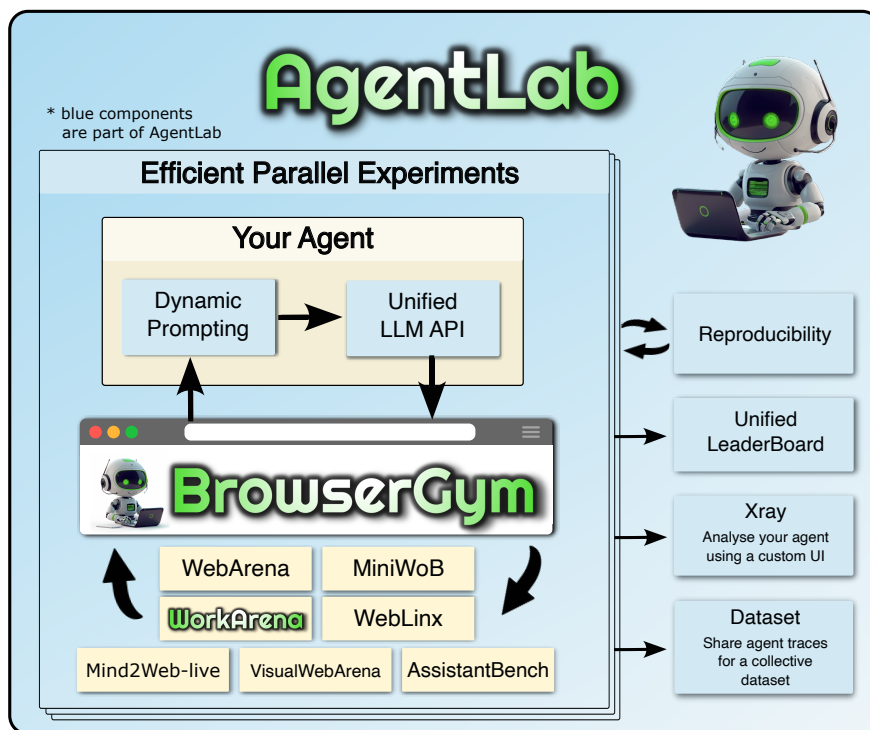 AgentLab
* blue components
are part of AgentLab
Efficient Parallel Experiments
Your Agent
Dynamic
Prompting
Unified
LLM API
BrowserGym
WebArena
MiniWoB
WorkArena
WebLinx
Mind2Web-live
VisualWebArena
AssistantBench
Reproducibility
Unified
LeaderBoard
Xray
Analyse your agent
using a custom UI
Dataset
Share agent traces
for a collective
dataset